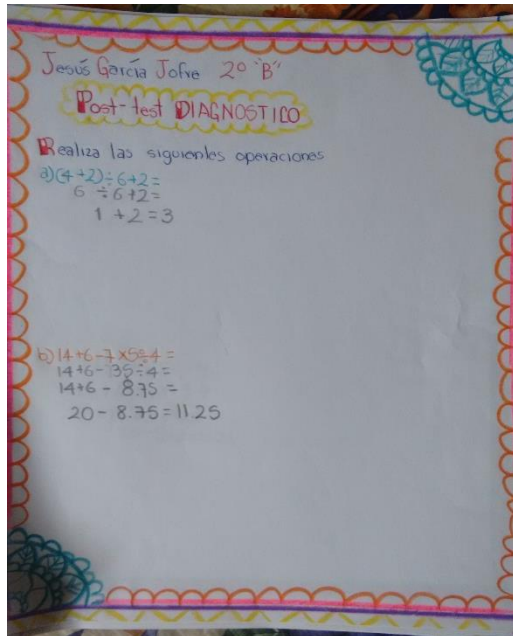 Jesús García Jofre 2º "B"
Post-test DIAGNOSTICO
Realiza las siguientes operaciones
a)(4+2)÷6+2=
6 ÷6+2=
1 +2=3
b)14+6-7×5÷4=
14+6-35÷4=
14+6- 8.75 =
20- 8.75=11.25